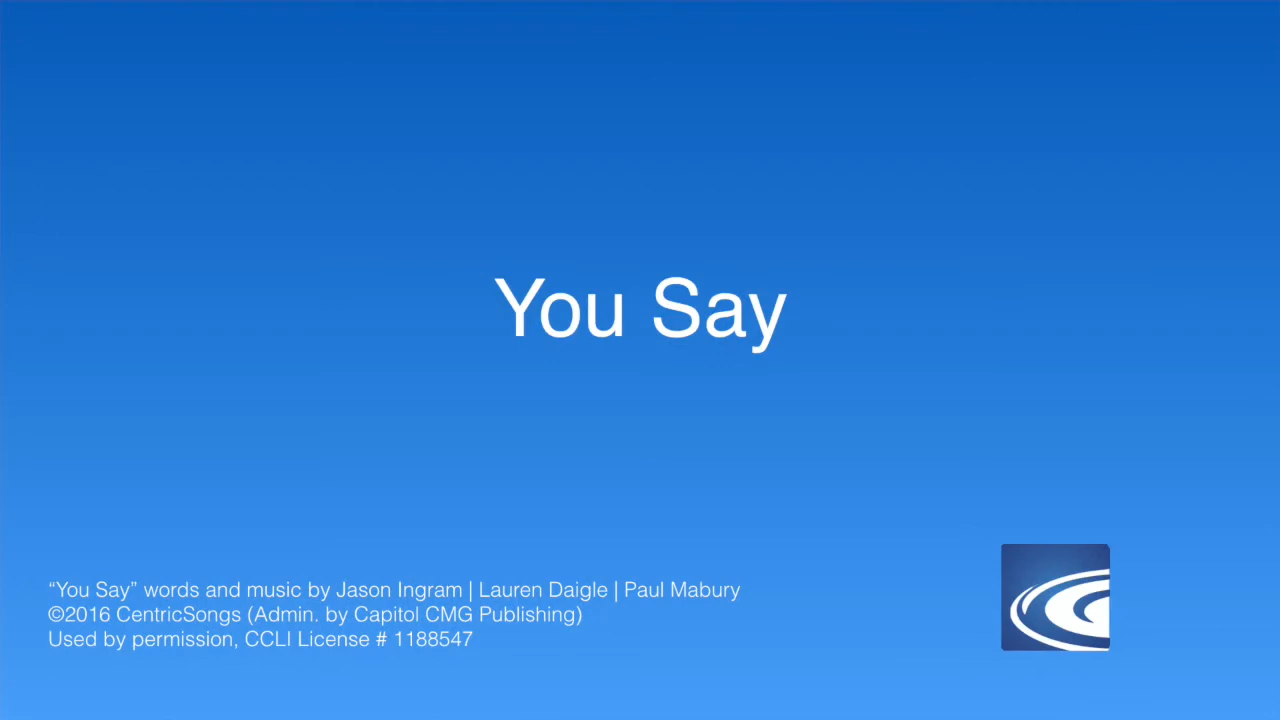 You Say
“You Say” words and music by Jason Ingram | Lauren Daigle | Paul Mabury
©2016 CentricSongs (Admin. by Capitol CMG Publishing)
Used by permission, CCLI License # 1188547